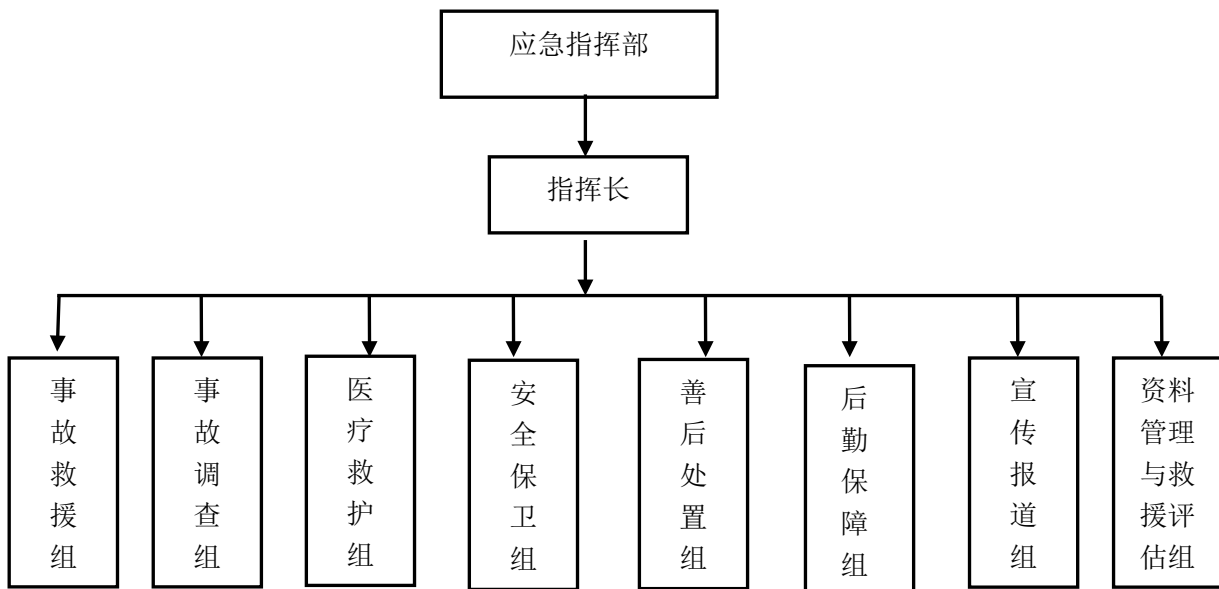 应急指挥部
指挥长
事故救援组
事故调查组
医疗救护组
安全保卫组
善后处置组
后勤保障组
宣传报道组
资料
管理
与救
援评
估组